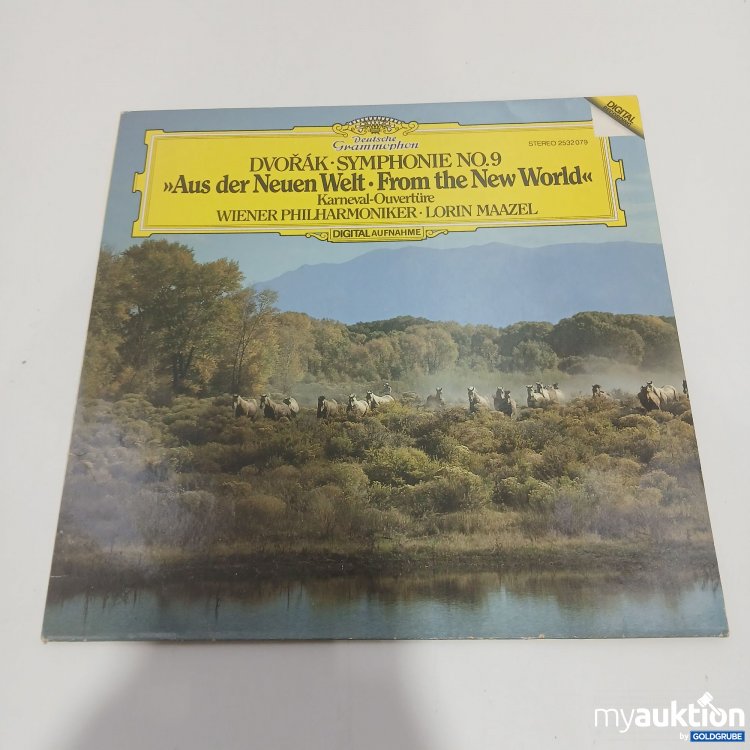 DIGITAL
Deutsche
Grammophon
STEREO 2532 079
DVOŘÁK · SYMPHONIE NO. 9
»Aus der Neuen Welt · From the New World«
Karneval-Ouvertüre
WIENER PHILHARMONIKER · LORIN MAAZEL
DIGITAL AUFNAHME
myauktion
by GOLDGRUBE